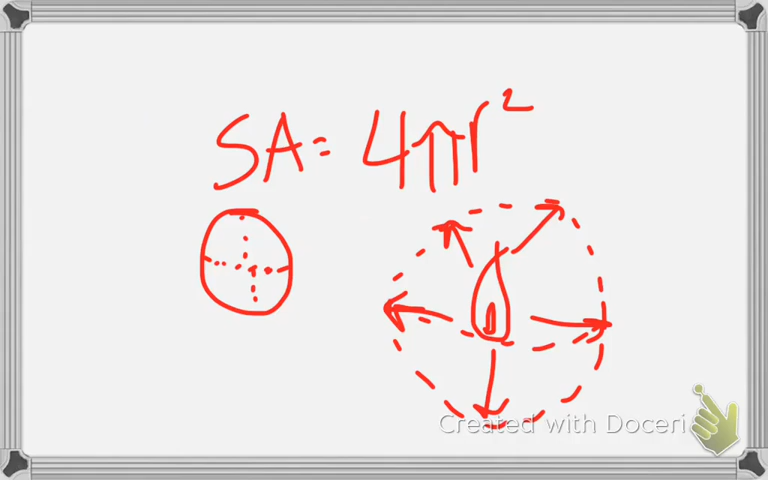 SA = 4πr²
Created with Doceri